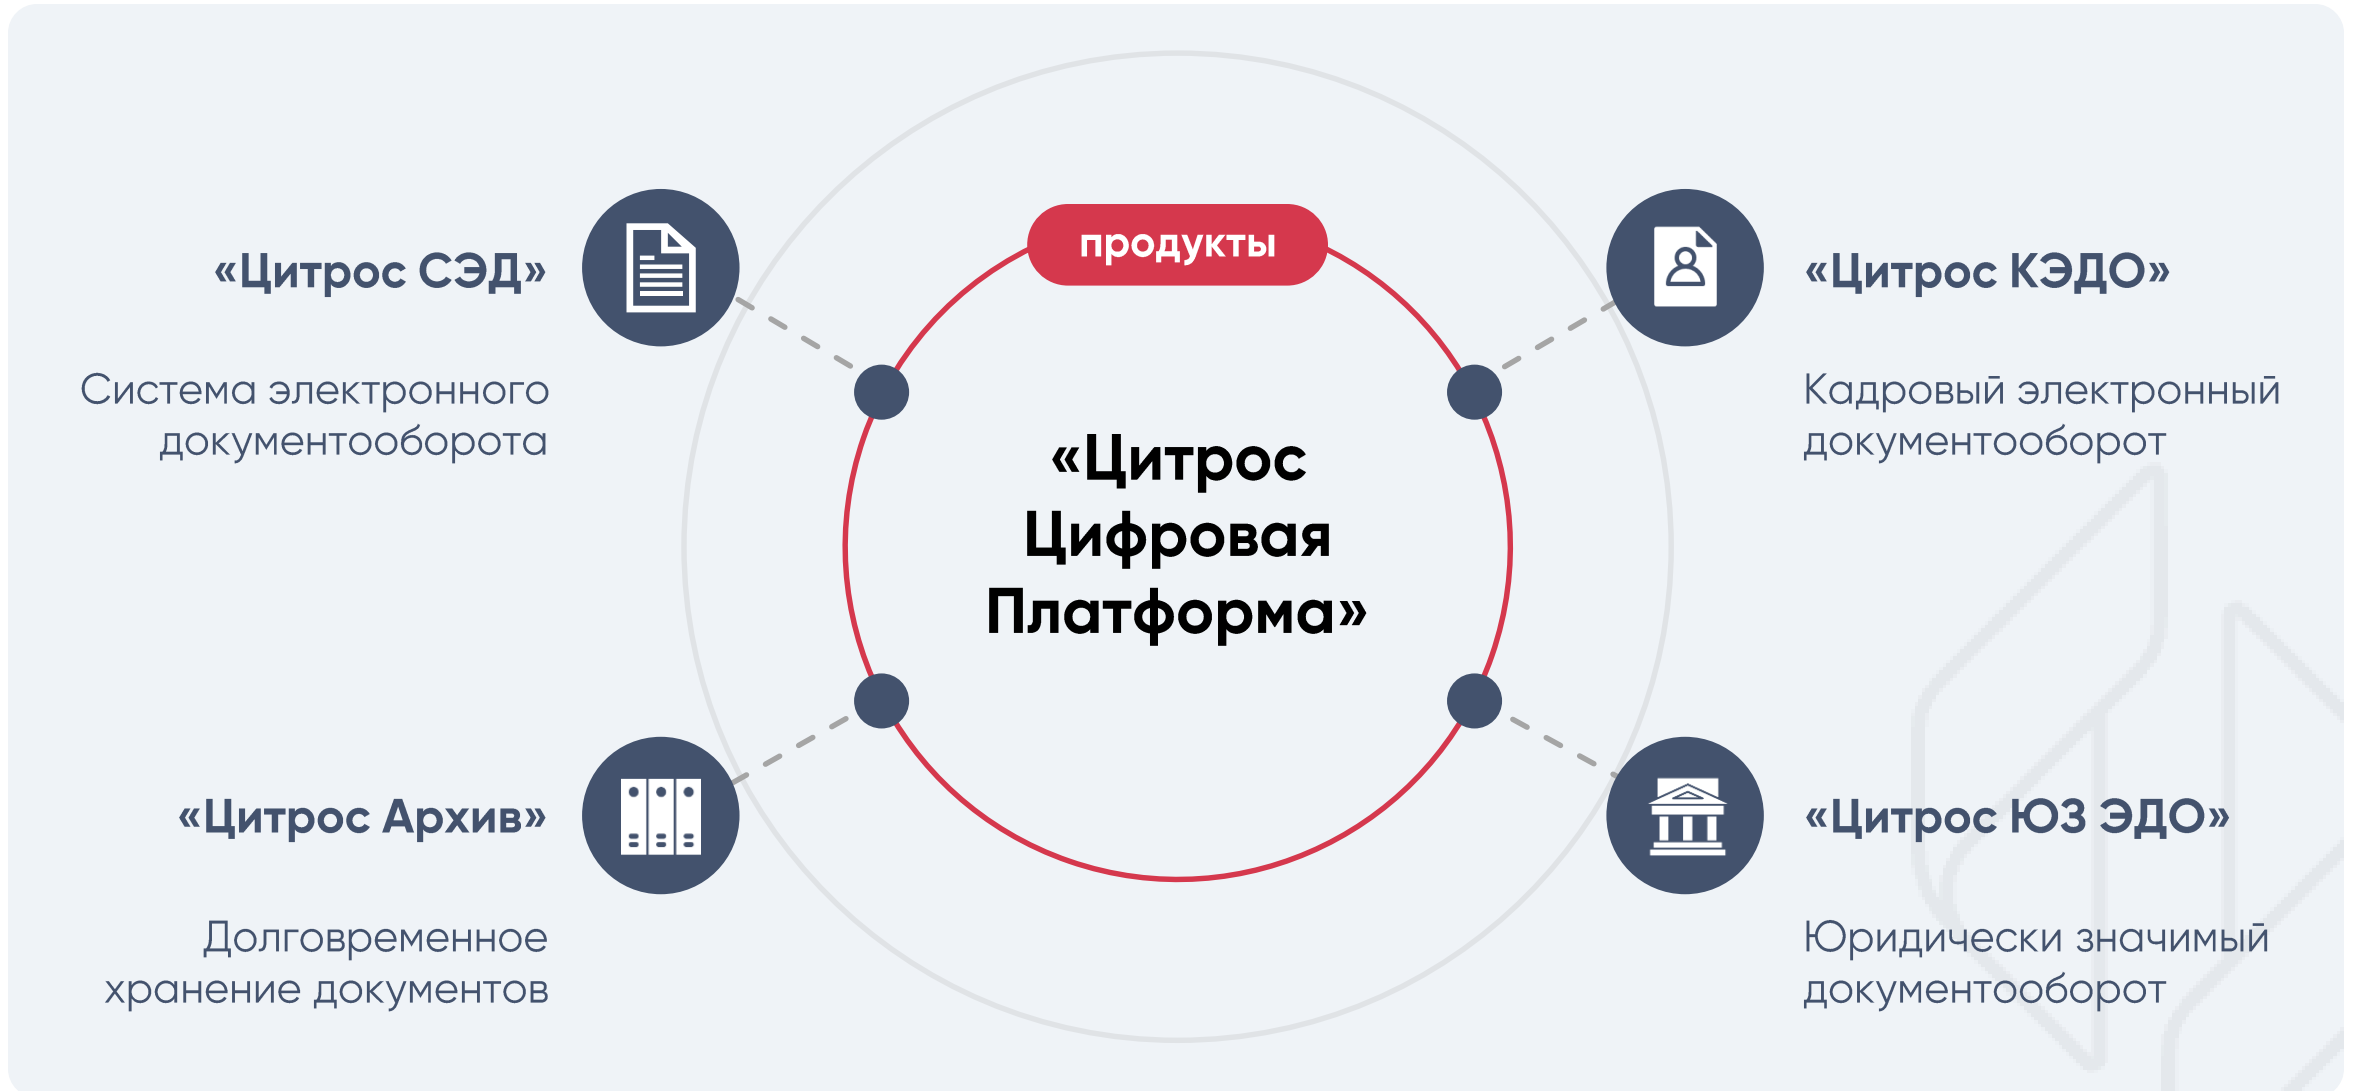 продукты
«Цитрос СЭД»
Система электронного
документооборота
«Цитрос КЭДО»
Кадровый электронный
документооборот
«Цитрос
Цифровая
Платформа»
«Цитрос Архив»
Долговременное
хранение документов
«Цитрос ЮЗ ЭДО»
Юридически значимый
документооборот